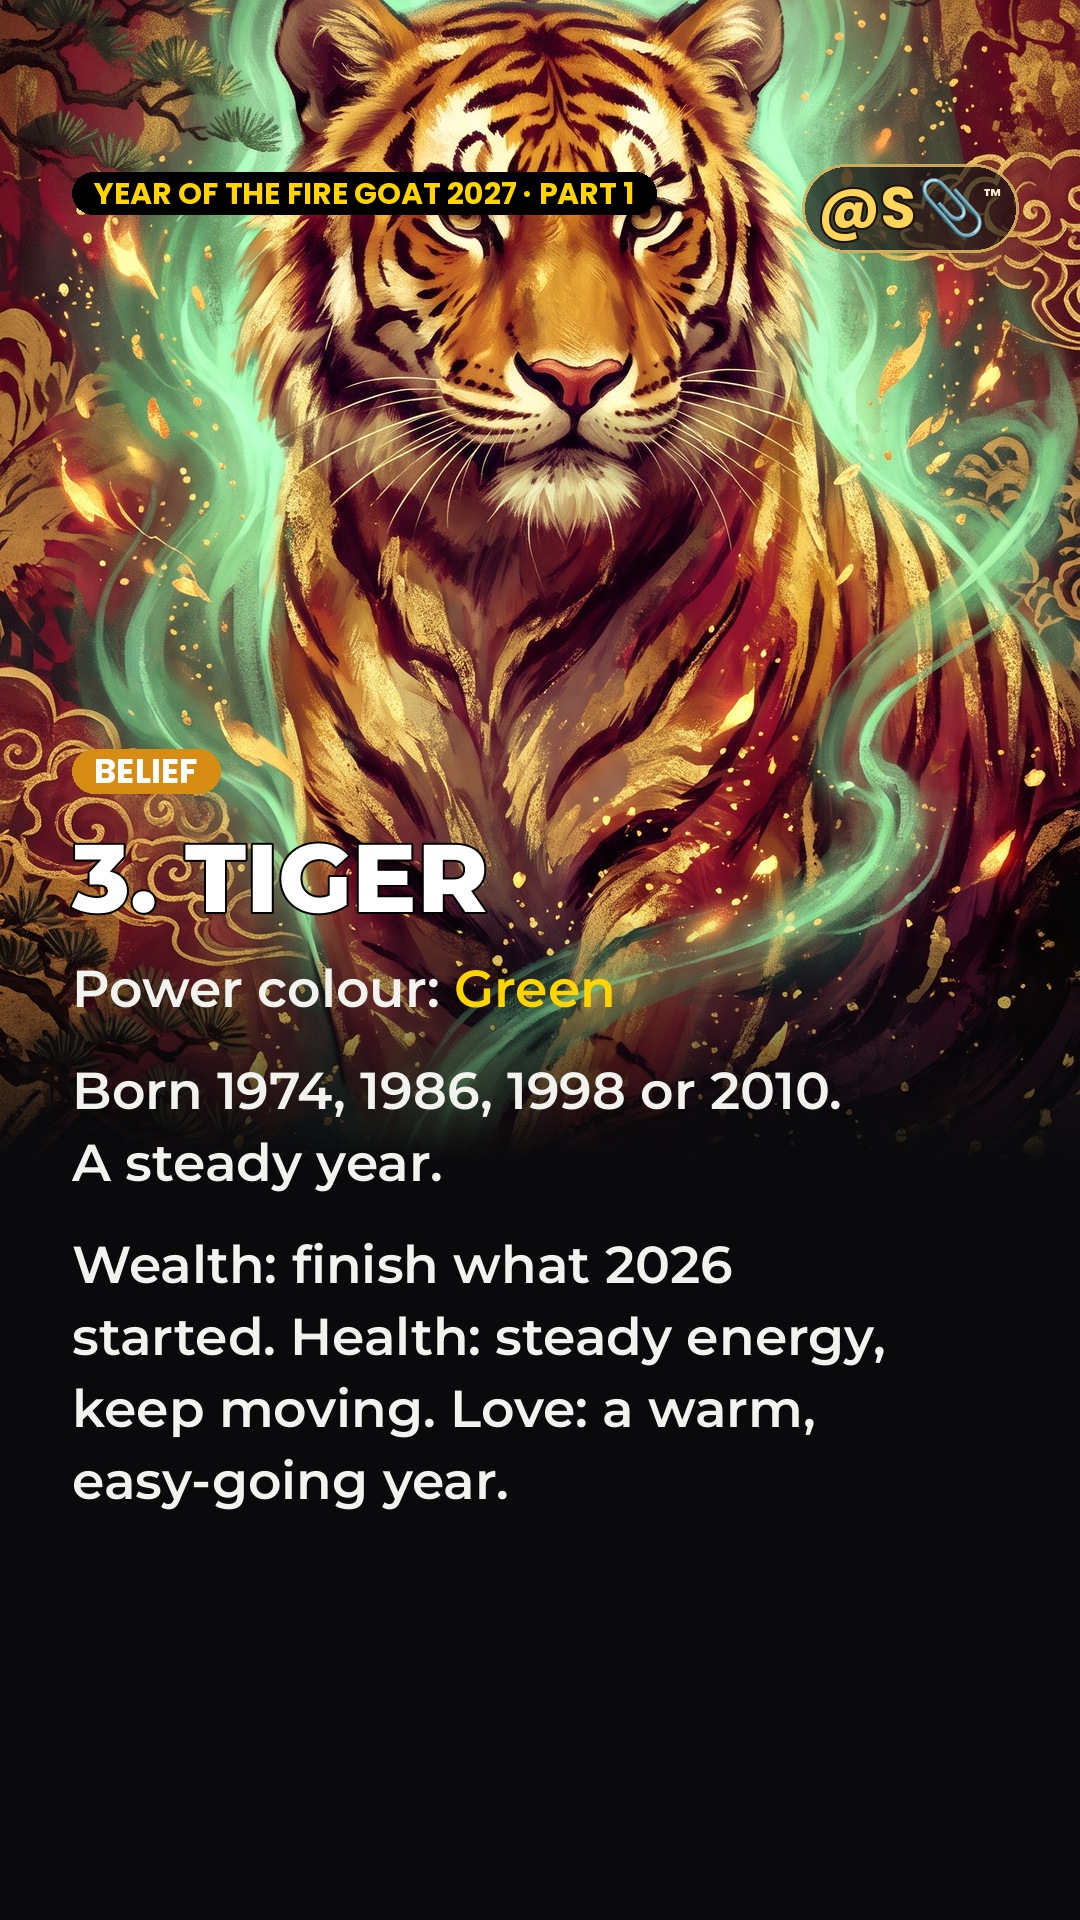 YEAR OF THE FIRE GOAT 2027 · PART 1
@S ™
BELIEF
3. TIGER
Power colour: Green
Born 1974, 1986, 1998 or 2010.
A steady year.
Wealth: finish what 2026
started. Health: steady energy,
keep moving. Love: a warm,
easy-going year.